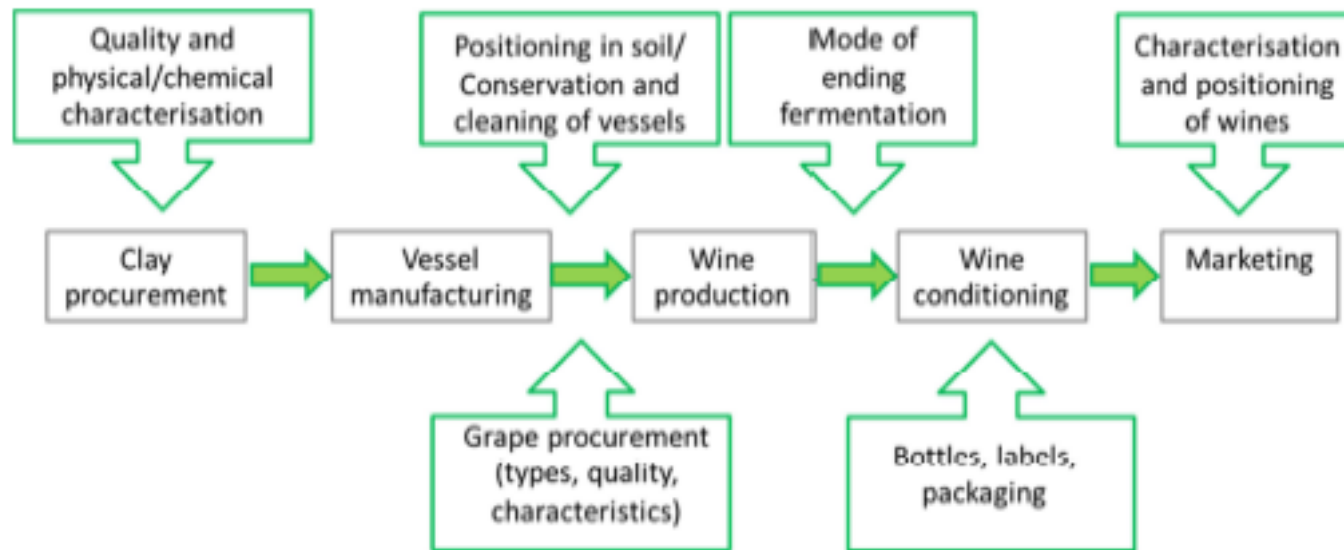 Quality and
physical/chemical
characterisation
Positioning in soil/
Conservation and
cleaning of vessels
Mode of
ending
fermentation
Characterisation
and positioning
of wines
Clay
procurement
Vessel
manufacturing
Wine
production
Wine
conditioning
Marketing
Grape procurement
(types, quality,
characteristics)
Bottles, labels,
packaging